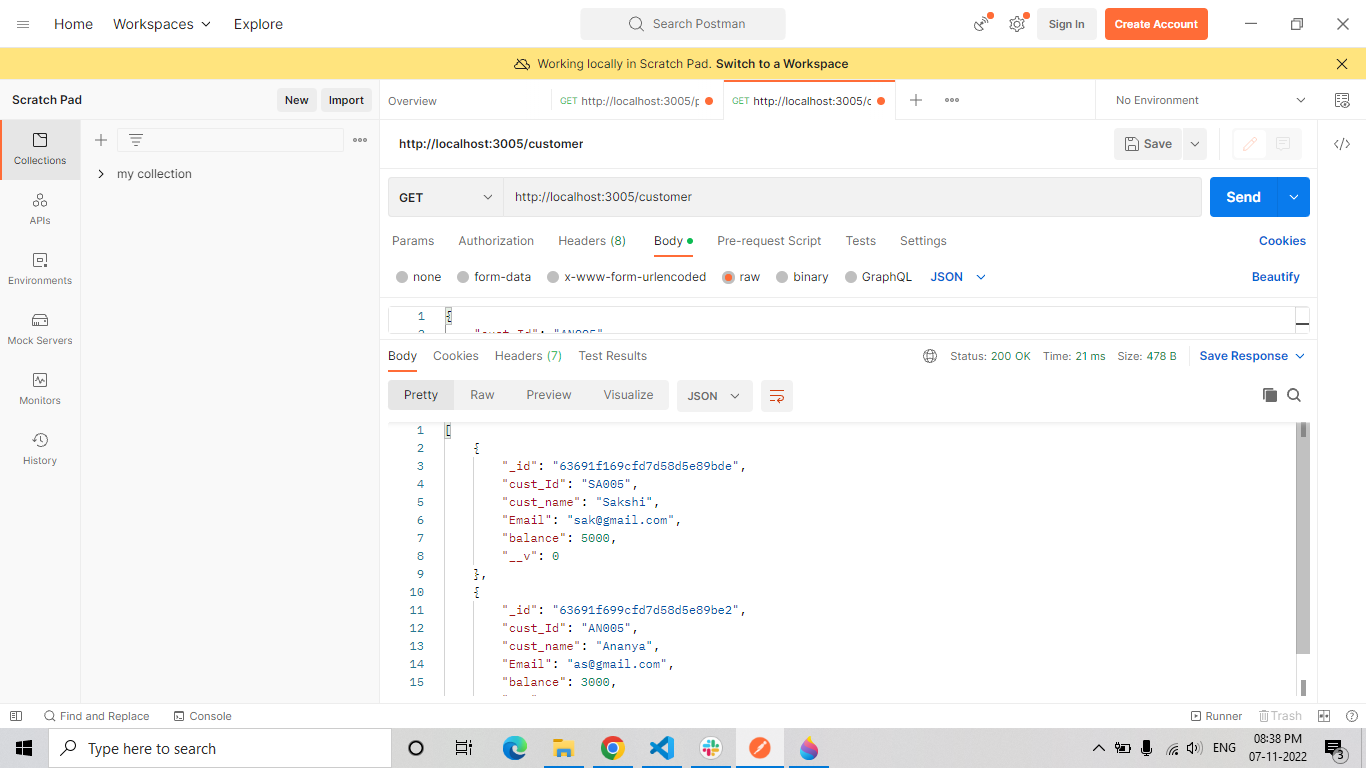 Home Workspaces Explore Search Postman Sign In Create Account
Working locally in Scratch Pad. Switch to a Workspace
Scratch Pad New Import Overview GET http://localhost:3005/p GET http://localhost:3005/c No Environment
http://localhost:3005/customer Save
Collections
my collection
GET http://localhost:3005/customer Send
APIs
Params Authorization Headers (8) Body Pre-request Script Tests Settings Cookies
Environments
none form-data x-www-form-urlencoded raw binary GraphQL JSON Beautify
1 {
2 "cust_Id": "AN005",
Mock Servers
Body Cookies Headers (7) Test Results Status: 200 OK Time: 21 ms Size: 478 B Save Response
Monitors
Pretty Raw Preview Visualize JSON
History
1 [
2 {
3 "_id": "63691f169cfd7d58d5e89bde",
4 "cust_Id": "SA005",
5 "cust_name": "Sakshi",
6 "Email": "sak@gmail.com",
7 "balance": 5000,
8 "__v": 0
9 },
10 {
11 "_id": "63691f699cfd7d58d5e89be2",
12 "cust_Id": "AN005",
13 "cust_name": "Ananya",
14 "Email": "as@gmail.com",
15 "balance": 3000,
Find and Replace Console Runner Trash
Type here to search ENG 08:38 PM
07-11-2022 3